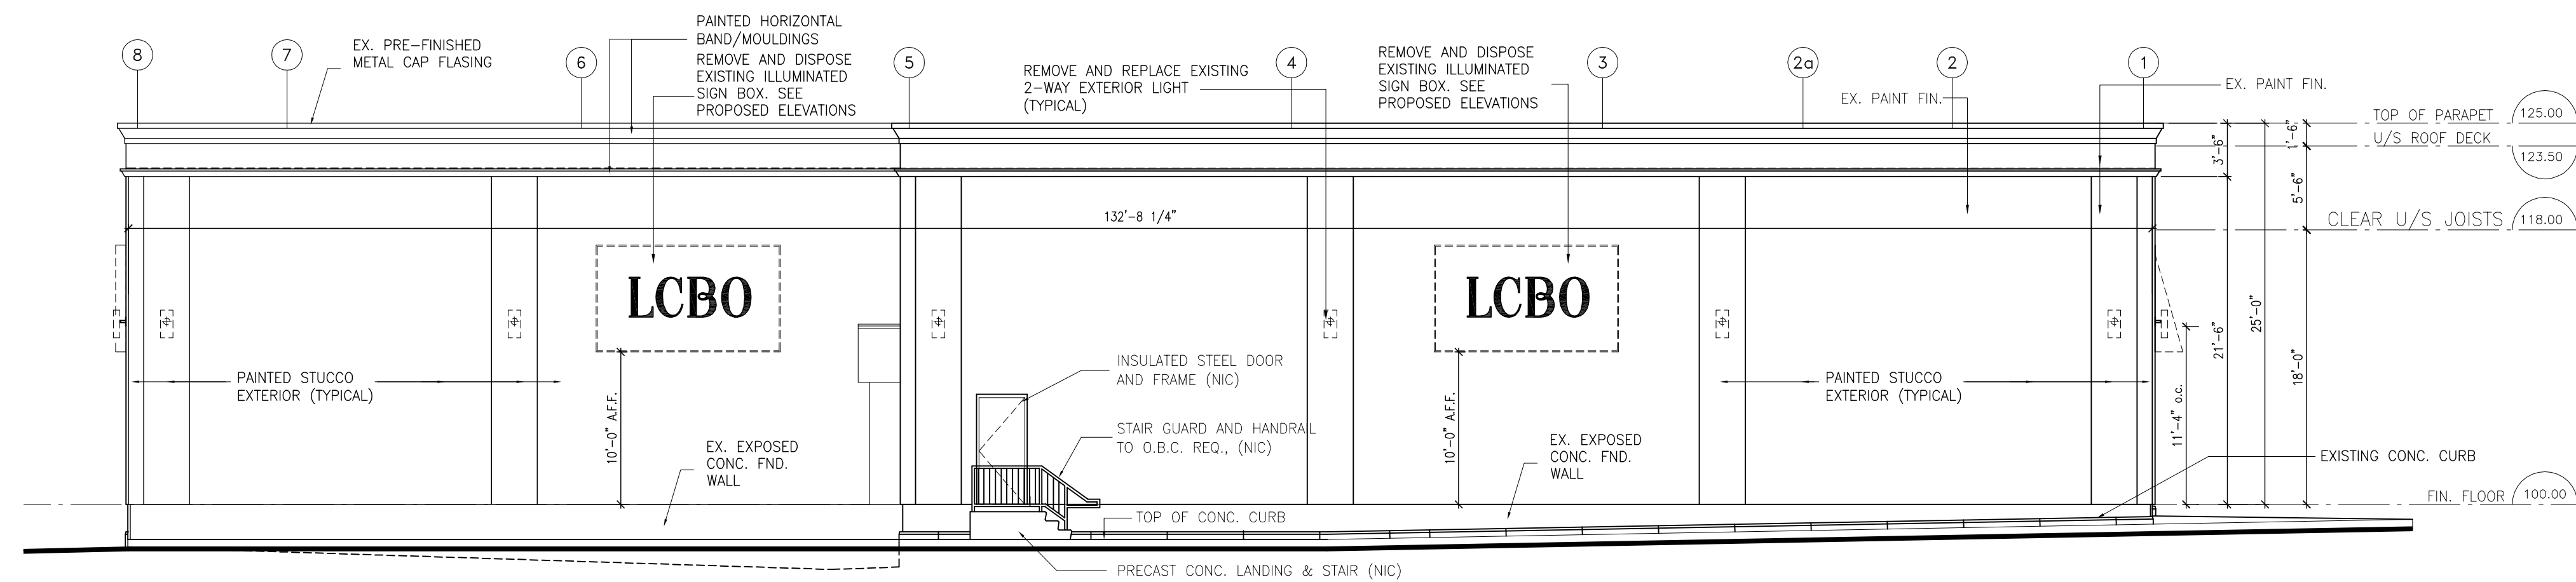 8
7
6
5
4
3
2a
2
1
EX. PRE-FINISHED
METAL CAP FLASING
PAINTED HORIZONTAL
BAND/MOULDINGS
REMOVE AND DISPOSE
EXISTING ILLUMINATED
SIGN BOX. SEE
PROPOSED ELEVATIONS
REMOVE AND REPLACE EXISTING
2-WAY EXTERIOR LIGHT
(TYPICAL)
REMOVE AND DISPOSE
EXISTING ILLUMINATED
SIGN BOX. SEE
PROPOSED ELEVATIONS
EX. PAINT FIN.
EX. PAINT FIN.
TOP OF PARAPET
125.00
U/S ROOF DECK
123.50
CLEAR U/S JOISTS
118.00
3'-6"
1'-6"
5'-6"
132'-8 1/4"
LCBO
LCBO
25'-0"
21'-6"
18'-0"
11'-4" o.c.
PAINTED STUCCO
EXTERIOR (TYPICAL)
10'-0" A.F.F.
EX. EXPOSED
CONC. FND.
WALL
INSULATED STEEL DOOR
AND FRAME (NIC)
STAIR GUARD AND HANDRAIL
TO O.B.C. REQ., (NIC)
10'-0" A.F.F.
EX. EXPOSED
CONC. FND.
WALL
PAINTED STUCCO
EXTERIOR (TYPICAL)
EXISTING CONC. CURB
FIN. FLOOR
100.00
TOP OF CONC. CURB
PRECAST CONC. LANDING & STAIR (NIC)